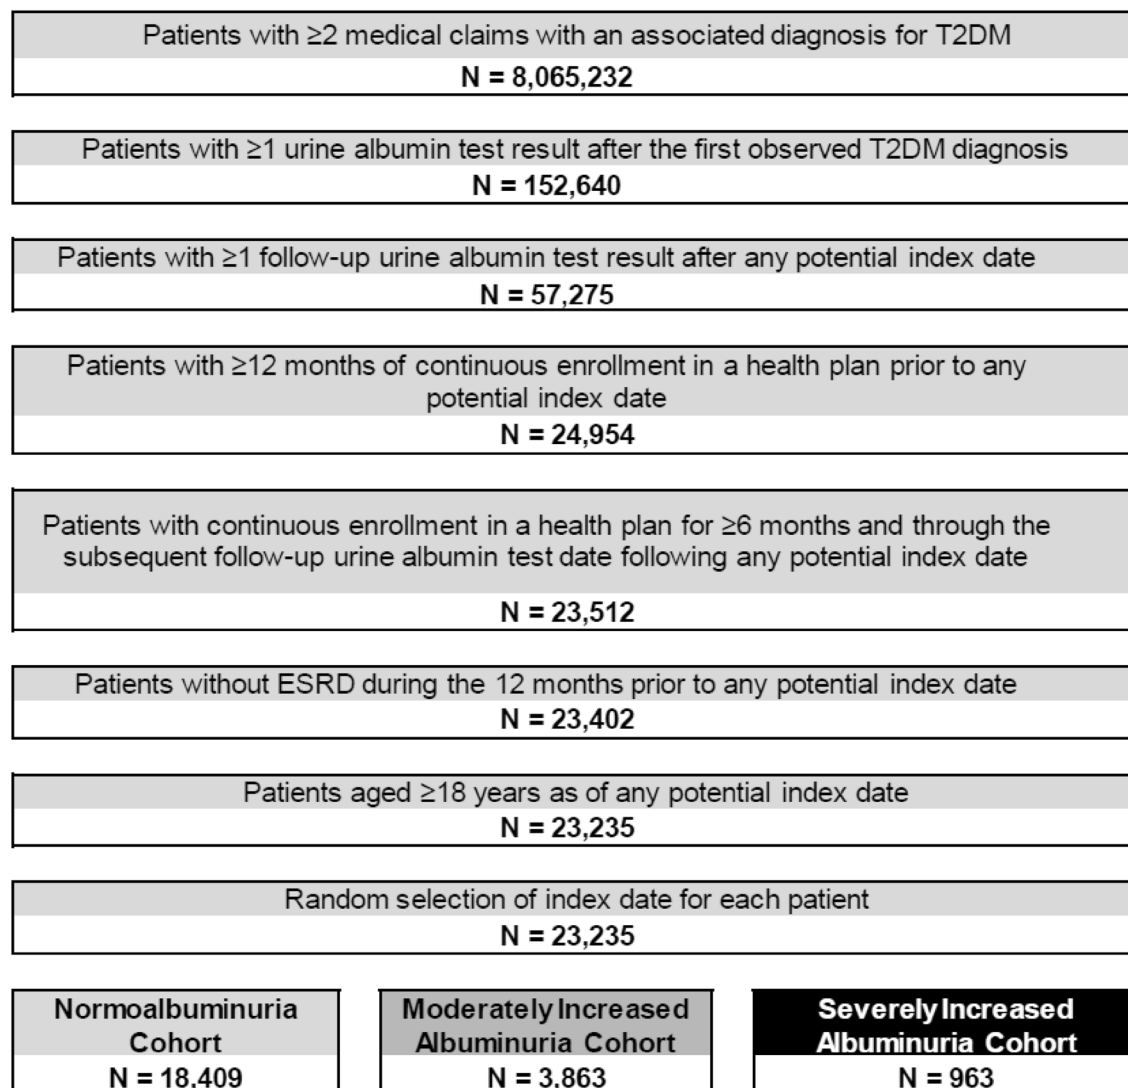 Patients with ≥2 medical claims with an associated diagnosis for T2DM
N = 8,065,232
Patients with ≥1 urine albumin test result after the first observed T2DM diagnosis
N = 152,640
Patients with ≥1 follow-up urine albumin test result after any potential index date
N = 57,275
Patients with ≥12 months of continuous enrollment in a health plan prior to any
potential index date
N = 24,954
Patients with continuous enrollment in a health plan for ≥6 months and through the
subsequent follow-up urine albumin test date following any potential index date
N = 23,512
Patients without ESRD during the 12 months prior to any potential index date
N = 23,402
Patients aged ≥18 years as of any potential index date
N = 23,235
Random selection of index date for each patient
N = 23,235
Normoalbuminuria
Cohort
N = 18,409
Moderately Increased
Albuminuria Cohort
N = 3,863
Severely Increased
Albuminuria Cohort
N = 963